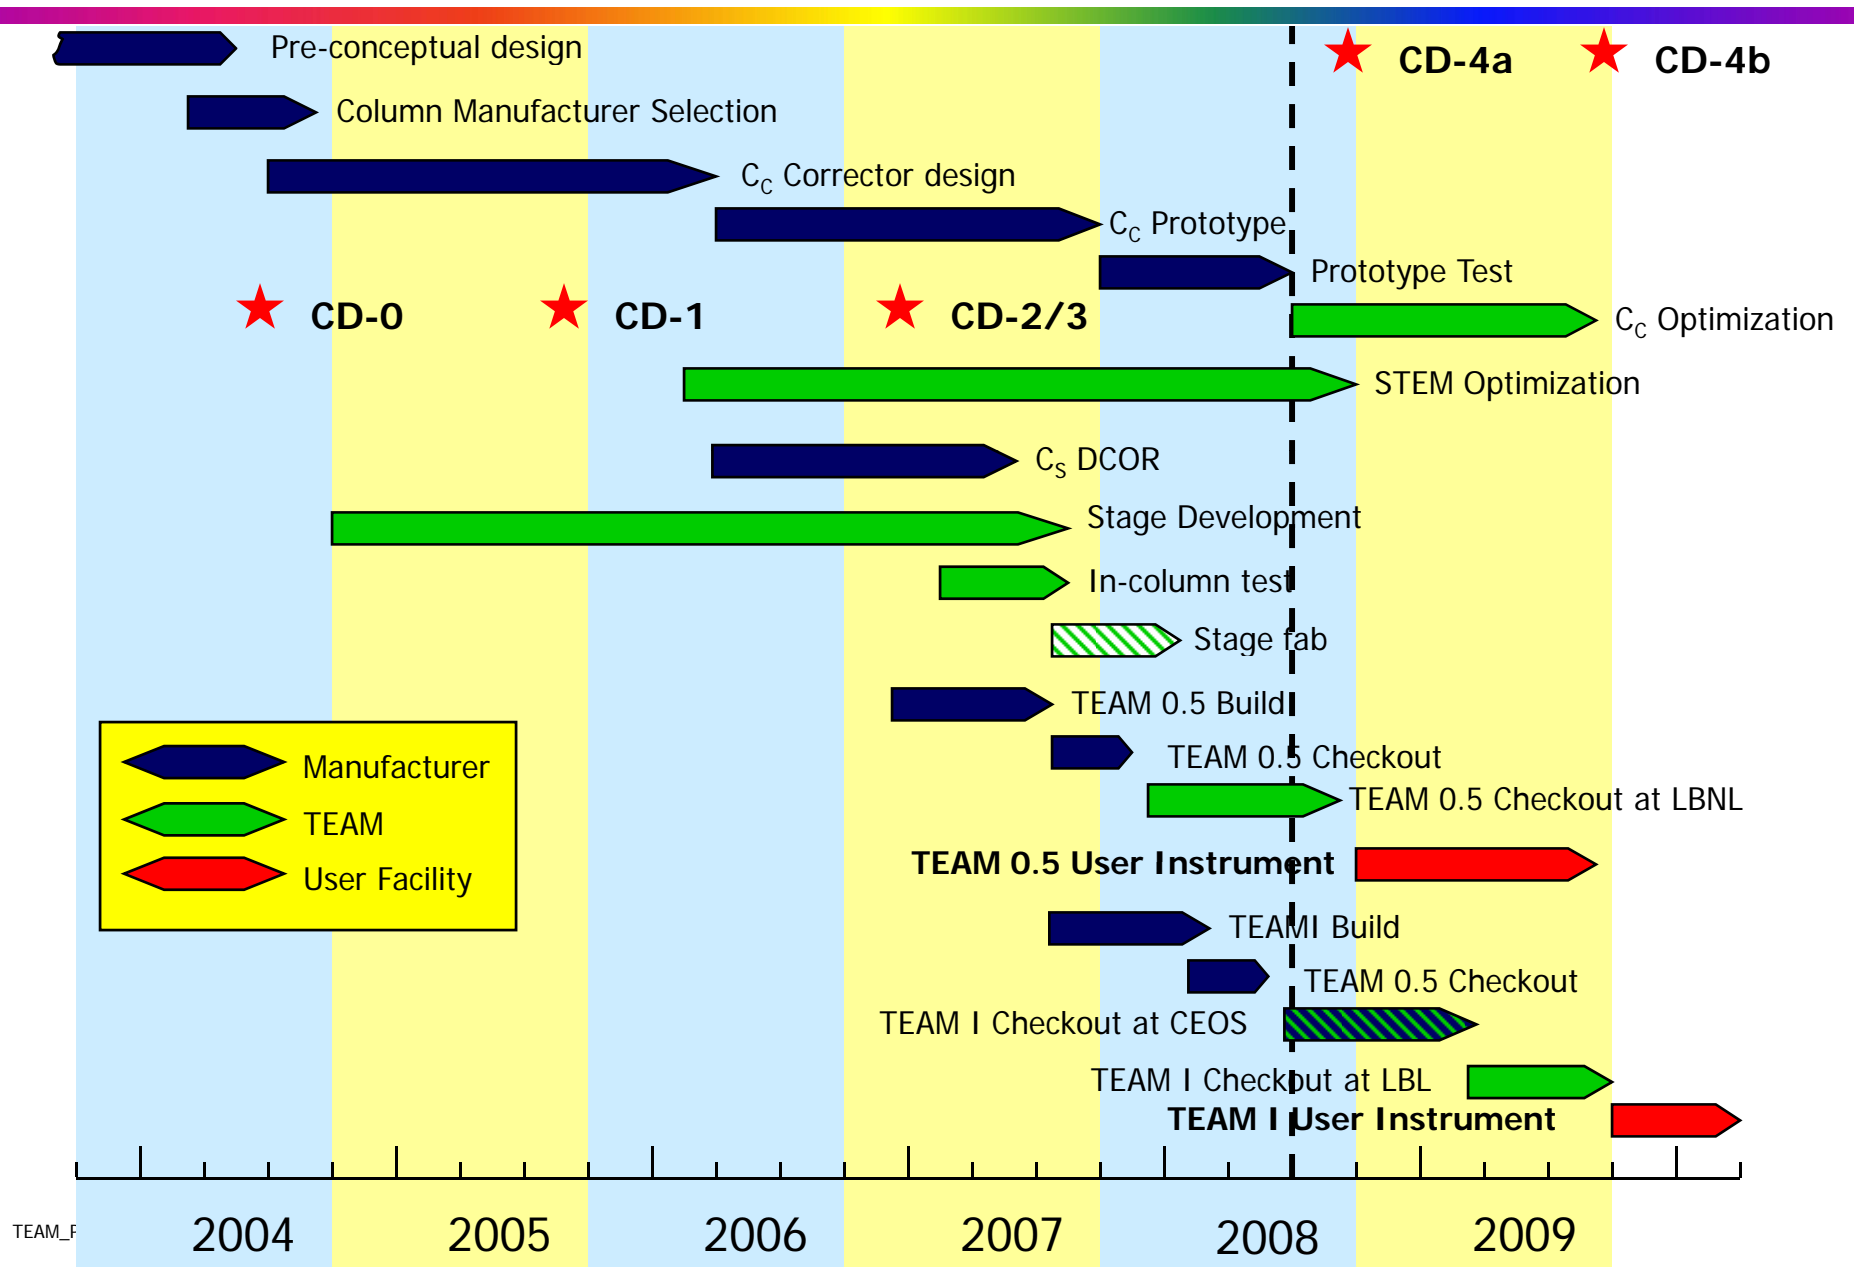 Pre-conceptual design
CD-4a
CD-4b
Column Manufacturer Selection
CC Corrector design
CC Prototype
Prototype Test
CD-0
CD-1
CD-2/3
CC Optimization
STEM Optimization
CS DCOR
Stage Development
In-column test
Stage fab
TEAM 0.5 Build
Manufacturer
TEAM
User Facility
TEAM 0.5 Checkout
TEAM 0.5 Checkout at LBNL
TEAM 0.5 User Instrument
TEAMI Build
TEAM 0.5 Checkout
TEAM I Checkout at CEOS
TEAM I Checkout at LBL
TEAM I User Instrument
2004
2005
2006
2007
2008
2009